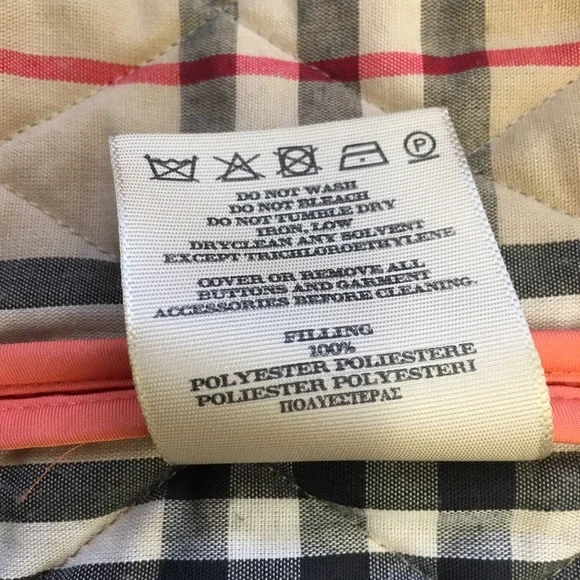 P
DO NOT WASH
DO NOT BLEACH
DO NOT TUMBLE DRY
IRON, LOW
DRYCLEAN ANY SOLVENT
EXCEPT TRICHLOROETHYLENE
COVER OR REMOVE ALL
BUTTONS AND GARMENT
ACCESSORIES BEFORE CLEANING.
FILLING
100%
POLYESTER POLIESTERE
POLIESTER POLYESTERI
ΠΟΛΥΕΣΤΕΡΑΣ